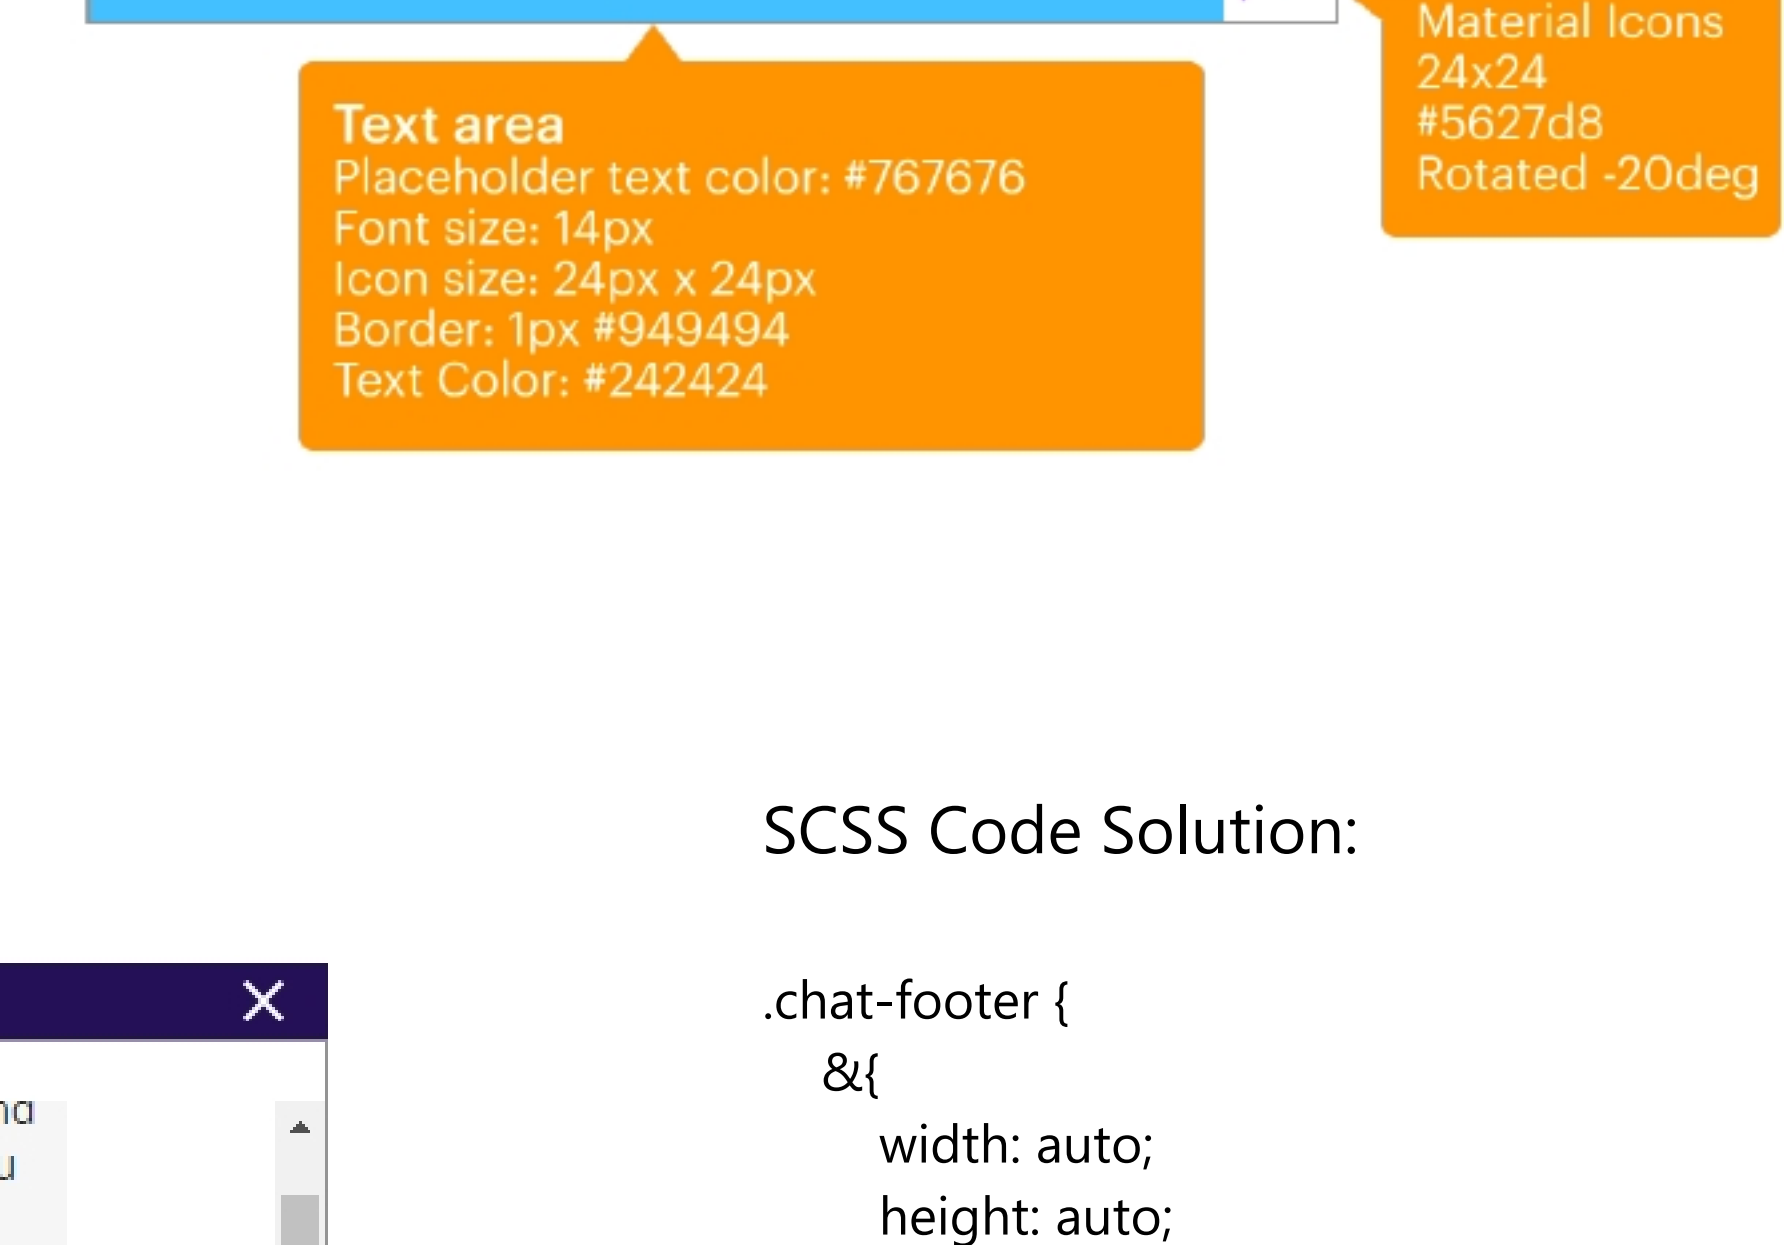 Material Icons
24x24
#5627d8
Rotated -20deg
Text area
Placeholder text color: #767676
Font size: 14px
Icon size: 24px x 24px
Border: 1px #949494
Text Color: #242424
SCSS Code Solution:
.chat-footer {
&{
width: auto;
height: auto;